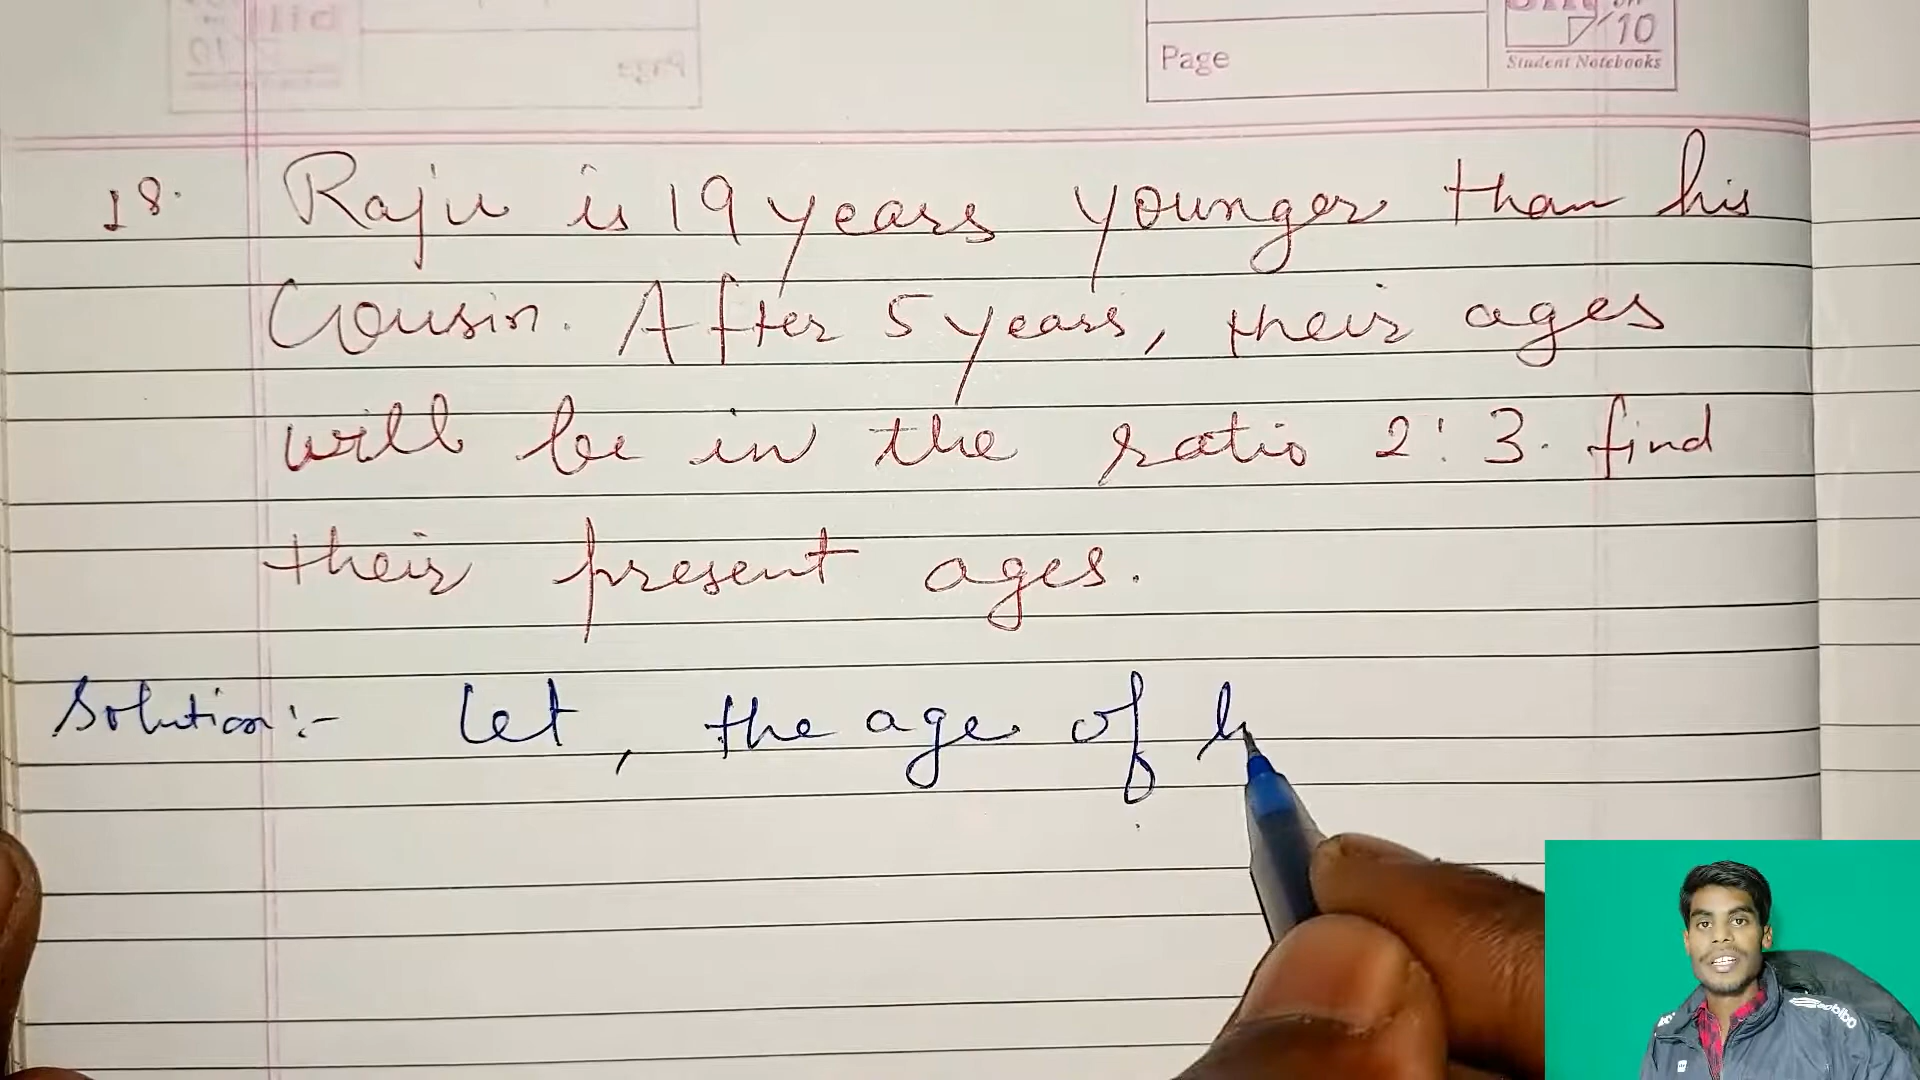 Page
10
Student Notebooks
18. Raju is 19 years younger than his
Cousin. After 5 years, their ages
will be in the ratio 2:3. find
their present ages.
Solution:- Let, the age of h